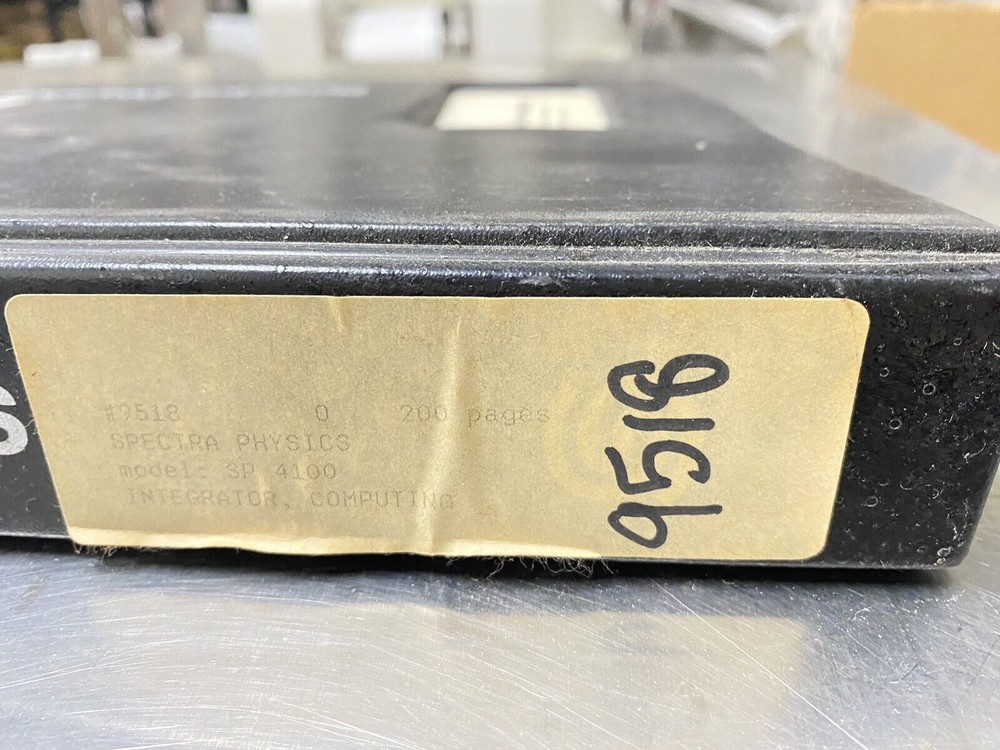 #9518 0 200 pages
SPECTRA PHYSICS
model: SP 4100
INTEGRATOR, COMPUTING
9518
S